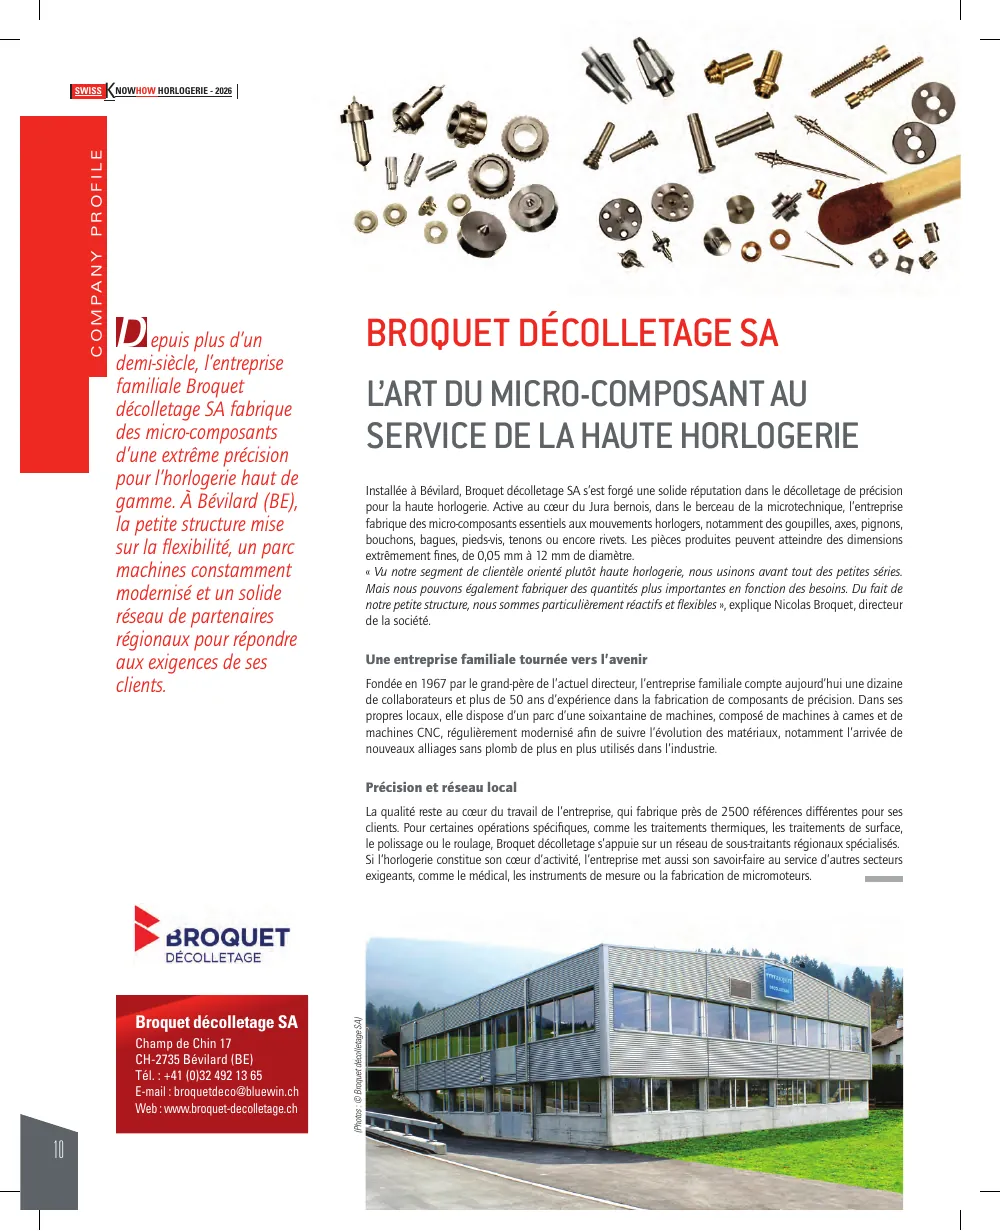 SWISS KNOWHOW HORLOGERIE - 2026
COMPANY PROFILE
Depuis plus d’un
demi-siècle, l’entreprise
familiale Broquet
décolletage SA fabrique
des micro-composants
d’une extrême précision
pour l’horlogerie haut de
gamme. À Bévilard (BE),
la petite structure mise
sur la flexibilité, un parc
machines constamment
modernisé et un solide
réseau de partenaires
régionaux pour répondre
aux exigences de ses
clients.
BROQUET DÉCOLLETAGE SA
L’ART DU MICRO-COMPOSANT AU
SERVICE DE LA HAUTE HORLOGERIE
Installée à Bévilard, Broquet décolletage SA s’est forgé une solide réputation dans le décolletage de précision
pour la haute horlogerie. Active au cœur du Jura bernois, dans le berceau de la microtechnique, l’entreprise
fabrique des micro-composants essentiels aux mouvements horlogers, notamment des goupilles, axes, pignons,
bouchons, bagues, pieds-vis, tenons ou encore rivets. Les pièces produites peuvent atteindre des dimensions
extrêmement fines, de 0,05 mm à 12 mm de diamètre.
« Vu notre segment de clientèle orienté plutôt haute horlogerie, nous usinons avant tout des petites séries.
Mais nous pouvons également fabriquer des quantités plus importantes en fonction des besoins. Du fait de
notre petite structure, nous sommes particulièrement réactifs et flexibles », explique Nicolas Broquet, directeur
de la société.
Une entreprise familiale tournée vers l’avenir
Fondée en 1967 par le grand-père de l’actuel directeur, l’entreprise familiale compte aujourd’hui une dizaine
de collaborateurs et plus de 50 ans d’expérience dans la fabrication de composants de précision. Dans ses
propres locaux, elle dispose d’un parc d’une soixantaine de machines, composé de machines à cames et de
machines CNC, régulièrement modernisé afin de suivre l’évolution des matériaux, notamment l’arrivée de
nouveaux alliages sans plomb de plus en plus utilisés dans l’industrie.
Précision et réseau local
La qualité reste au cœur du travail de l’entreprise, qui fabrique près de 2500 références différentes pour ses
clients. Pour certaines opérations spécifiques, comme les traitements thermiques, les traitements de surface,
le polissage ou le roulage, Broquet décolletage s’appuie sur un réseau de sous-traitants régionaux spécialisés.
Si l’horlogerie constitue son cœur d’activité, l’entreprise met aussi son savoir-faire au service d’autres secteurs
exigeants, comme le médical, les instruments de mesure ou la fabrication de micromoteurs.
BROQUET
DÉCOLLETAGE
Broquet décolletage SA
Champ de Chin 17
CH-2735 Bévilard (BE)
Tél. : +41 (0)32 492 13 65
E-mail : broquetdeco@bluewin.ch
Web : www.broquet-decolletage.ch
(Photos : © Broquet décolletage SA)
10